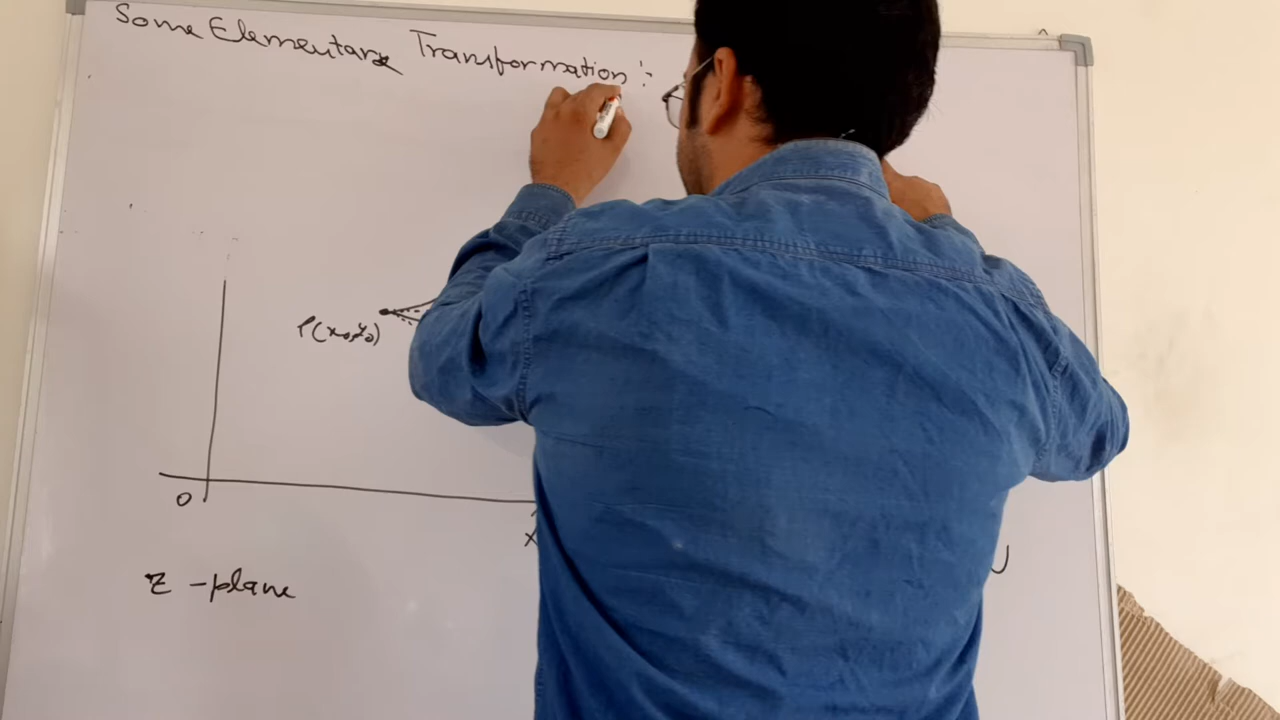 Some Elementary Transformation :-
P(x₀,y₀)
O
X
U
Z -plane